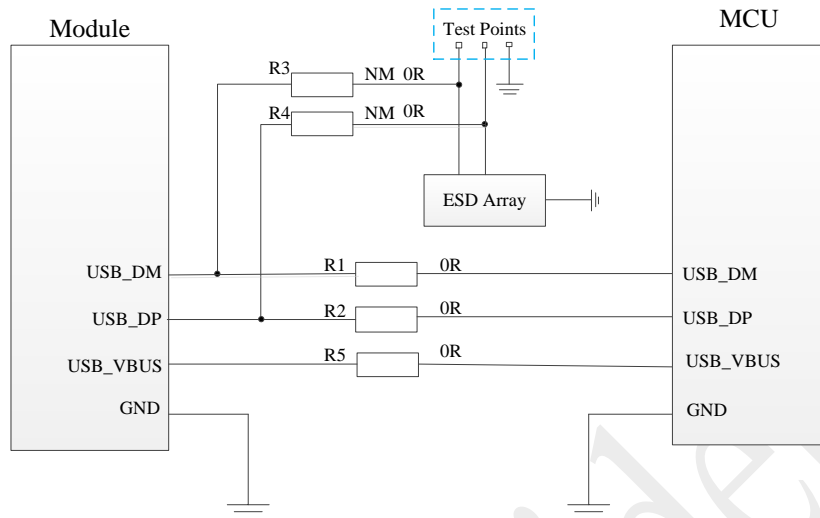 Module
Test Points
MCU
R3
NM 0R
R4
NM 0R
ESD Array
USB_DM
R1
0R
USB_DM
USB_DP
R2
0R
USB_DP
USB_VBUS
R5
0R
USB_VBUS
GND
GND